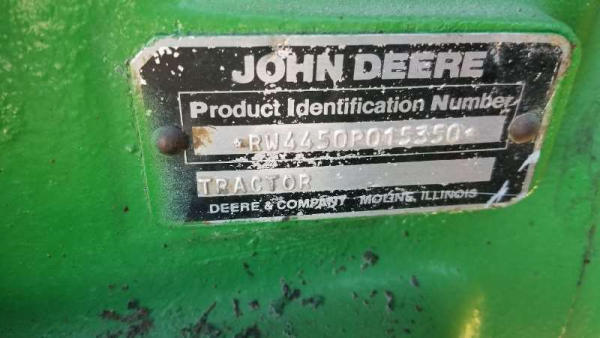 JOHN DEERE
Product Identification Number
*RW4450P015350*
TRACTOR
DEERE & COMPANY MOLINE, ILLINOIS